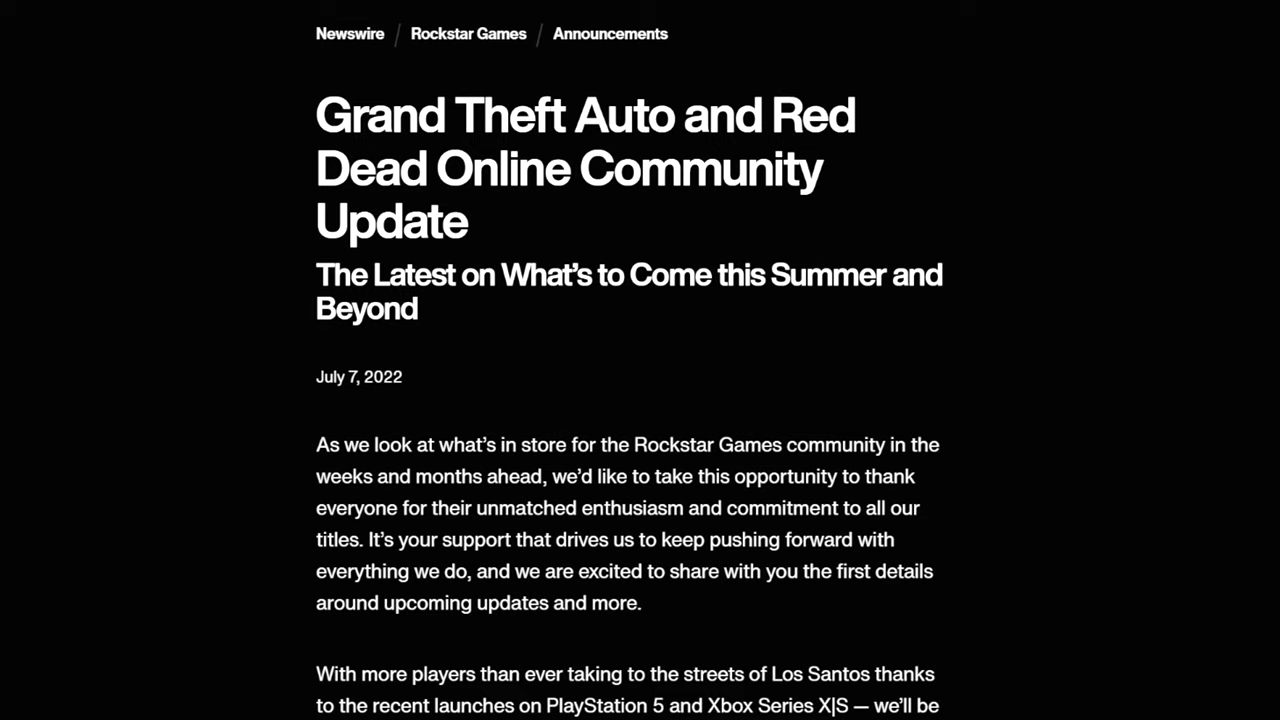 Newswire / Rockstar Games / Announcements
Grand Theft Auto and Red
Dead Online Community
Update
The Latest on What’s to Come this Summer and
Beyond
July 7, 2022
As we look at what’s in store for the Rockstar Games community in the
weeks and months ahead, we’d like to take this opportunity to thank
everyone for their unmatched enthusiasm and commitment to all our
titles. It’s your support that drives us to keep pushing forward with
everything we do, and we are excited to share with you the first details
around upcoming updates and more.
With more players than ever taking to the streets of Los Santos thanks
to the recent launches on PlayStation 5 and Xbox Series X|S — we’ll be